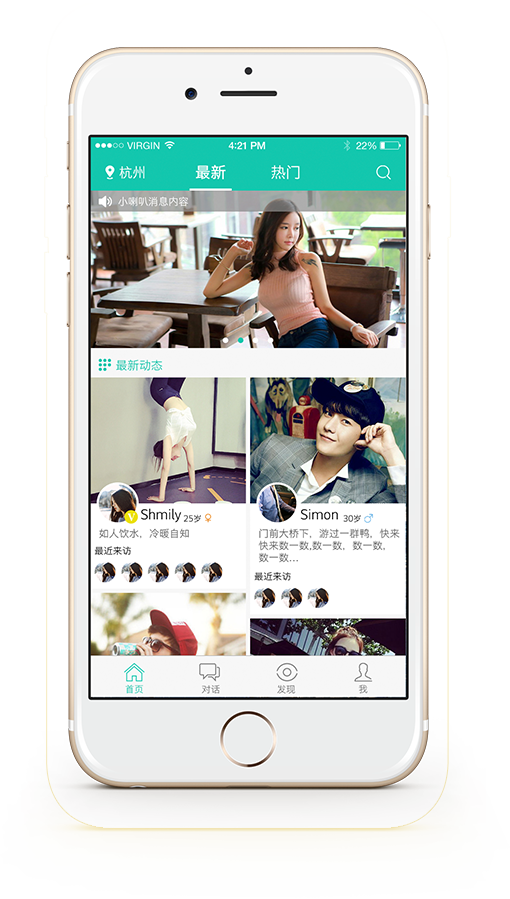 VIRGIN 4:21 PM 22%
杭州 最新 热门
小喇叭消息内容
最新动态
Shmily 25岁
如人饮水，冷暖自知
最近来访
Simon 30岁
门前大桥下，游过一群鸭，快来
快来数一数,数一数，数一数，
数一数...
最近来访
首页 对话 发现 我